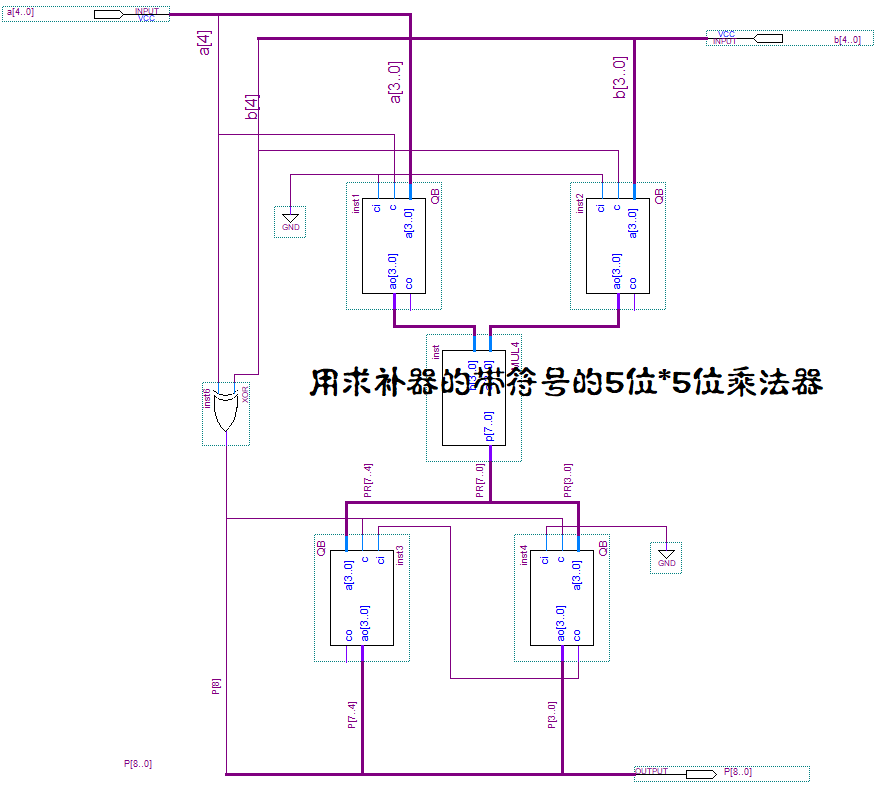 a[4..0]
INPUT
VCC
VCC
INPUT
b[4..0]
a[4]
b[4]
a[3..0]
b[3..0]
inst1
QB
ci
c
a[3..0]
ao[3..0]
co
GND
inst2
QB
ci
c
a[3..0]
ao[3..0]
co
inst
MUL4
p[7..0]
用求补器的带符号的5位*5位乘法器
inst6
XOR
PR[7..4]
PR[7..0]
PR[3..0]
QB
inst3
a[3..0]
c
ci
co
ao[3..0]
inst4
QB
ci
c
a[3..0]
ao[3..0]
co
GND
P[8]
P[7..4]
P[3..0]
P[8..0]
OUTPUT
P[8..0]